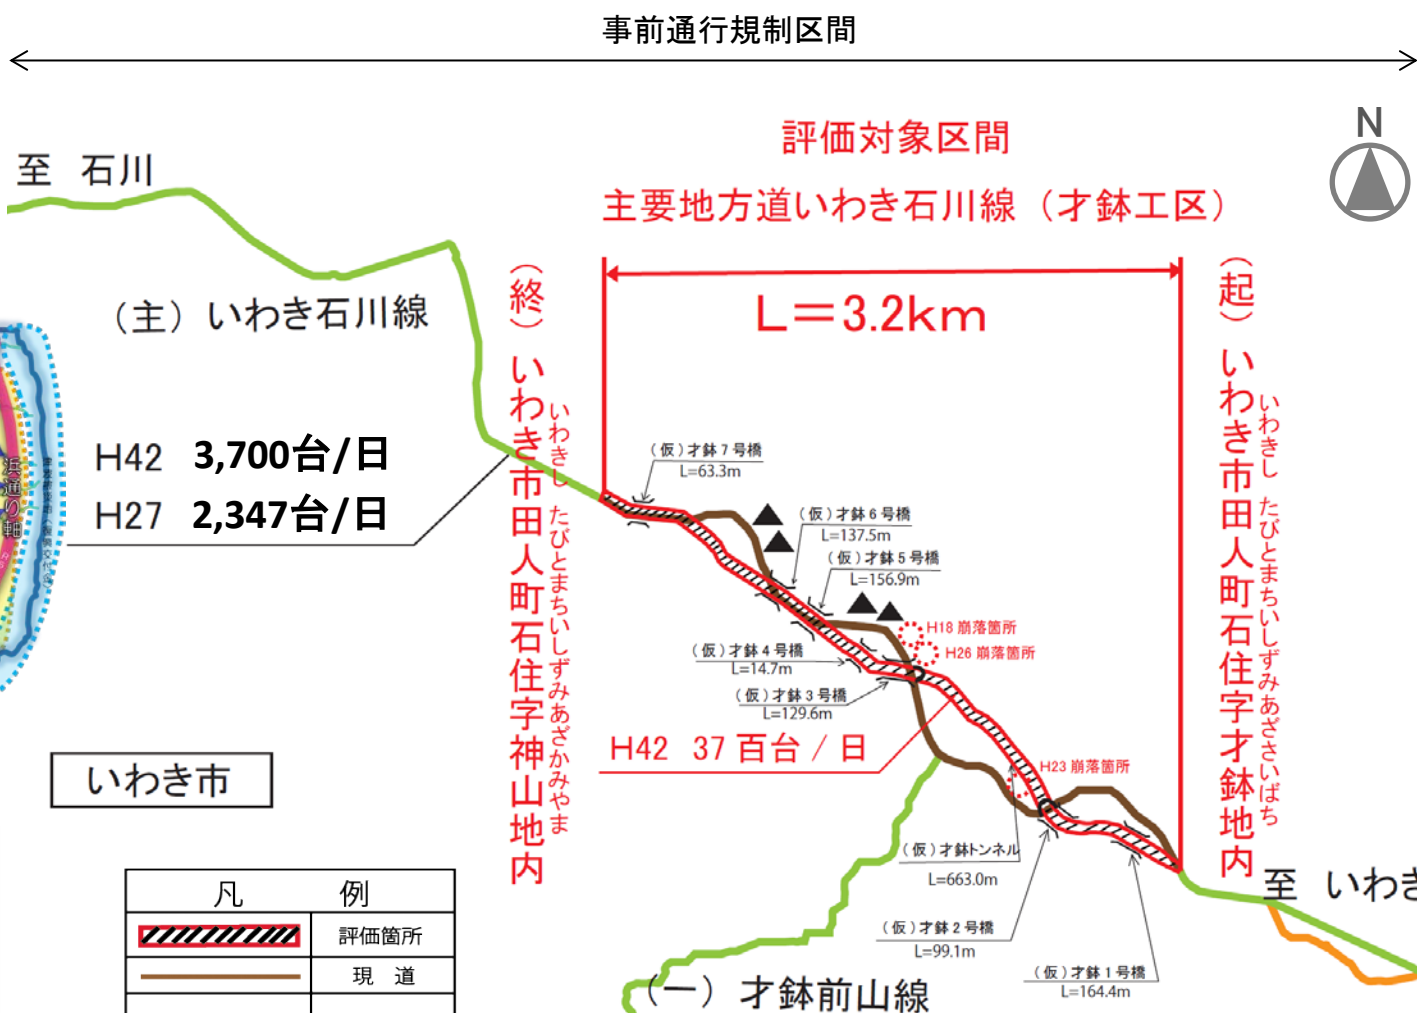 事前通行規制区間
N
評価対象区間
主要地方道いわき石川線（才鉢工区）
至 石川
L＝3.2km
（主）いわき石川線
（終）いわき市田人町石住字神山地内
いわきし たびとまちいしずみあざかみやま
（起）いわき市田人町石住字才鉢地内
いわきし たびとまちいしずみあざさいばち
浜通り軸
H42 3,700台/日
H27 2,347台/日
（仮）才鉢７号橋
L=63.3m
（仮）才鉢６号橋
L=137.5m
（仮）才鉢５号橋
L=156.9m
H18 崩落箇所
H26 崩落箇所
（仮）才鉢４号橋
L=14.7m
（仮）才鉢３号橋
L=129.6m
H42 37 百台 / 日
H23 崩落箇所
いわき市
（仮）才鉢トンネル
L=663.0m
（仮）才鉢２号橋
L=99.1m
（仮）才鉢１号橋
L=164.4m
至 いわき
（一）才鉢前山線
凡 例
評価箇所
現 道